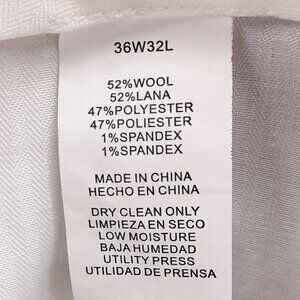 36W32L
52%WOOL
52%LANA
47%POLYESTER
47%POLIESTER
1%SPANDEX
1%SPANDEX
MADE IN CHINA
HECHO EN CHINA
DRY CLEAN ONLY
LIMPIEZA EN SECO
LOW MOISTURE
BAJA HUMEDAD
UTILITY PRESS
UTILIDAD DE PRENSA